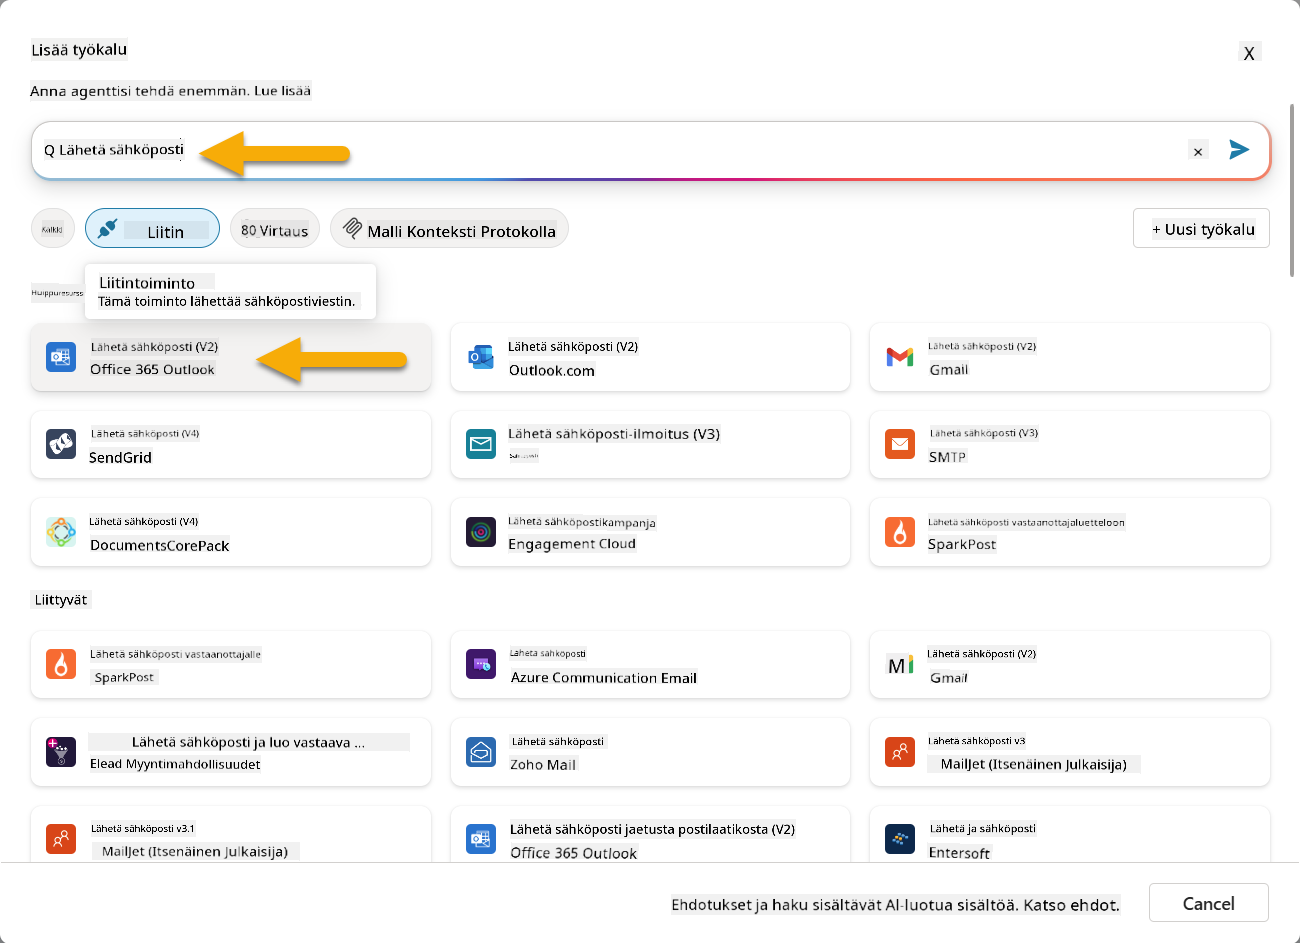 Lisää työkalu
X
Anna agenttisi tehdä enemmän. Lue lisää
Q Lähetä sähköposti
×
Kaikki
Liitin
80 Virtaus
Malli Konteksti Protokolla
+ Uusi työkalu
Liitintoiminto
Tämä toiminto lähettää sähköpostiviestin.
Huippuresurss
Lähetä sähköposti (V2)
Office 365 Outlook
Lähetä sähköposti (V2)
Outlook.com
Lähetä sähköposti (V2)
Gmail
Lähetä sähköposti (V4)
SendGrid
Lähetä sähköposti-ilmoitus (V3)
Lähetä sähköposti (V3)
SMTP
Lähetä sähköposti (V4)
DocumentsCorePack
Lähetä sähköpostikampanja
Engagement Cloud
Lähetä sähköposti vastaanottajaluetteloon
SparkPost
Liittyvät
Lähetä sähköposti vastaanottajalle
SparkPost
Lähetä sähköposti
Azure Communication Email
Lähetä sähköposti (V2)
Gmail
Lähetä sähköposti ja luo vastaava ...
Elead Myyntimahdollisuudet
Lähetä sähköposti
Zoho Mail
Lähetä sähköposti v3
MailJet (Itsenäinen Julkaisija)
Lähetä sähköposti v3.1
MailJet (Itsenäinen Julkaisija)
Lähetä sähköposti jaetusta postilaatikosta (V2)
Office 365 Outlook
Lähetä ja sähköposti
Entersoft
Ehdotukset ja haku sisältävät AI-luotua sisältöä. Katso ehdot.
Cancel